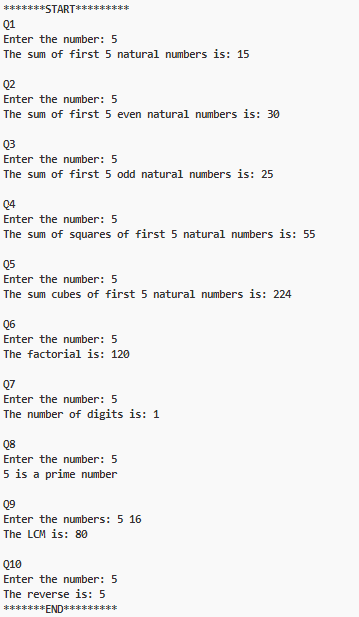 *******START*********
Q1
Enter the number: 5
The sum of first 5 natural numbers is: 15
Q2
Enter the number: 5
The sum of first 5 even natural numbers is: 30
Q3
Enter the number: 5
The sum of first 5 odd natural numbers is: 25
Q4
Enter the number: 5
The sum of squares of first 5 natural numbers is: 55
Q5
Enter the number: 5
The sum cubes of first 5 natural numbers is: 224
Q6
Enter the number: 5
The factorial is: 120
Q7
Enter the number: 5
The number of digits is: 1
Q8
Enter the number: 5
5 is a prime number
Q9
Enter the numbers: 5 16
The LCM is: 80
Q10
Enter the number: 5
The reverse is: 5
*******END*********